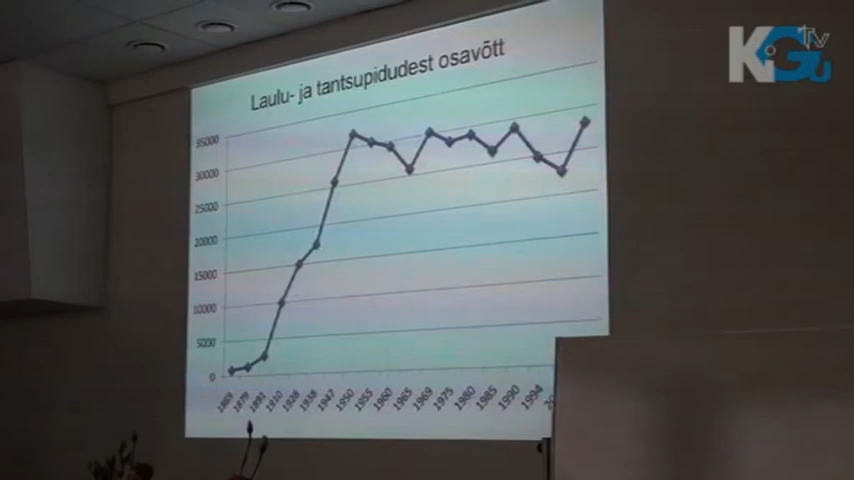 KiGu TV
Laulu- ja tantsupidudest osavõtt
35000
30000
25000
20000
15000
10000
5000
0
1869 1879 1891 1910 1928 1938 1947 1950 1955 1960 1965 1969 1975 1980 1985 1990 1994